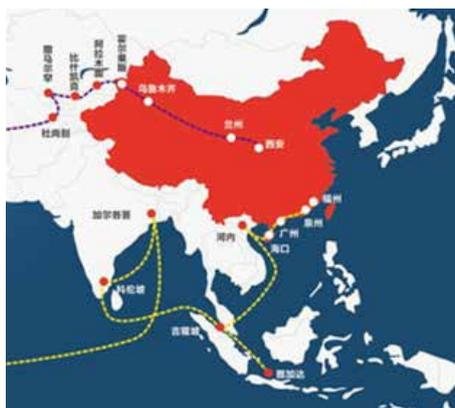 霍尔果斯
阿拉木图
比什凯克
撒马尔罕
杜尚别
乌鲁木齐
兰州
西安
福州
泉州
广州
海口
河内
加尔各答
科伦坡
吉隆坡
雅加达